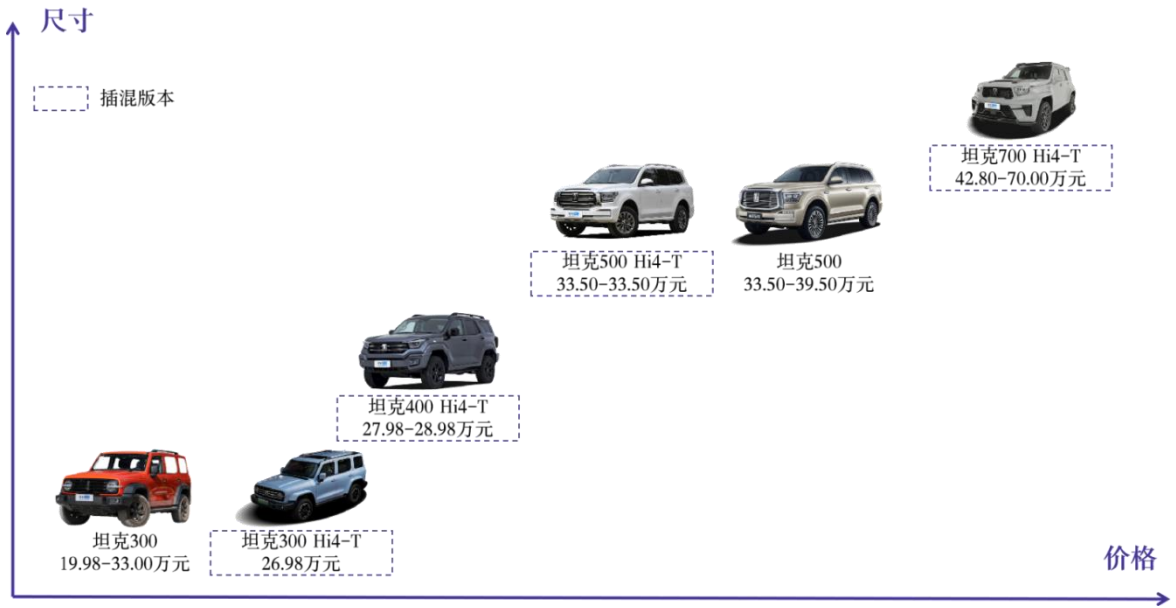 尺寸
插混版本
坦克700 Hi4-T
42.80-70.00万元
坦克500 Hi4-T
33.50-33.50万元
坦克500
33.50-39.50万元
坦克400 Hi4-T
27.98-28.98万元
坦克300
19.98-33.00万元
坦克300 Hi4-T
26.98万元
价格